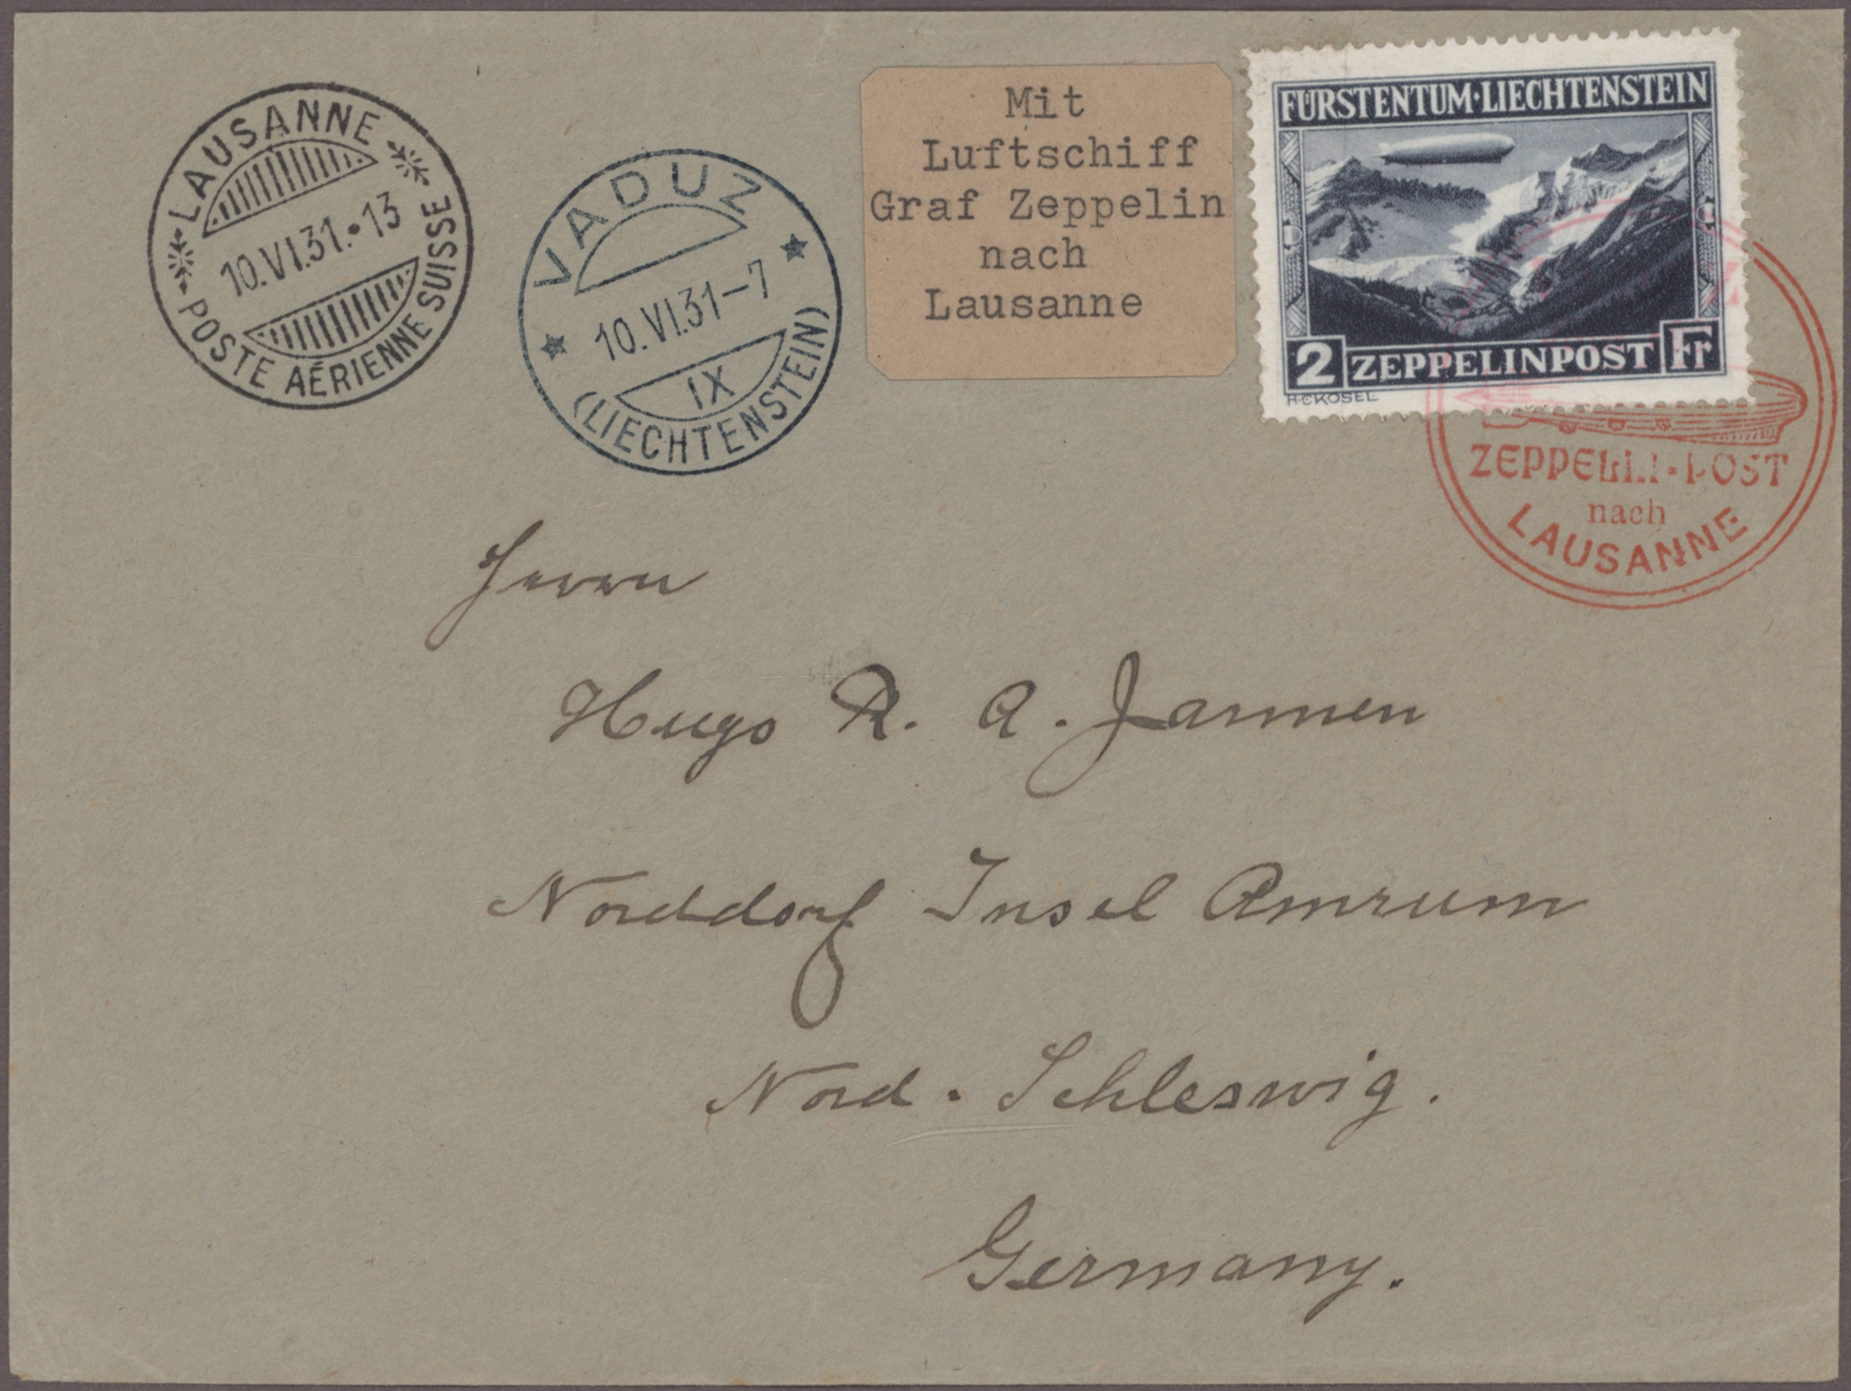 LAUSANNE
10.VI.31.•13
POSTE AÉRIENNE SUISSE
VADUZ
10.VI.31–7
IX
(LIECHTENSTEIN)
Mit
Luftschiff
Graf Zeppelin
nach
Lausanne
FÜRSTENTUM·LIECHTENSTEIN
2 ZEPPELINPOST Fr
H.C.KOSEL
ZEPPELIN-POST
nach
LAUSANNE
Herrn
Hugo R. A. Jannen
Norddorf Insel Amrum
Nord-Schleswig.
Germany.